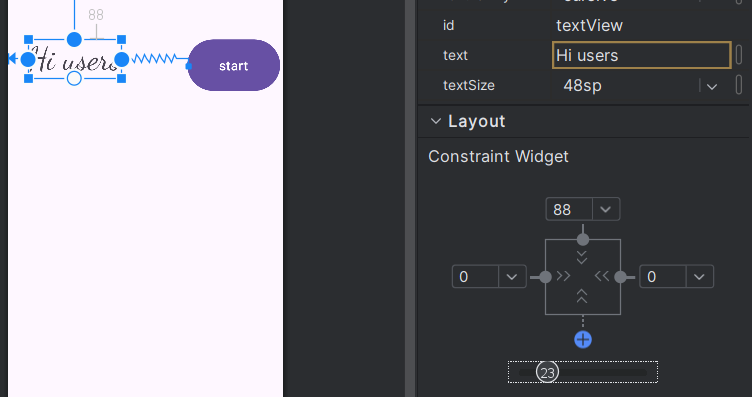 88
Hi users
start
id textView
text Hi users
textSize 48sp
Layout
Constraint Widget
88
0 0
23